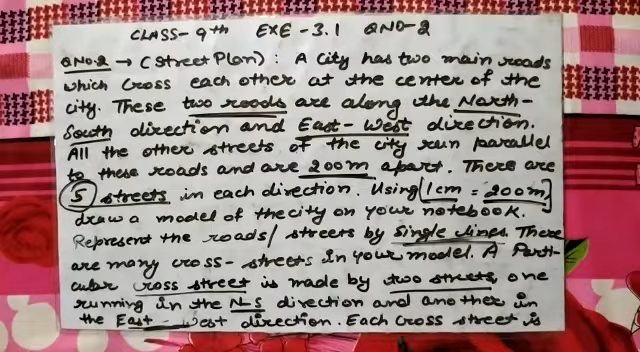 CLASS-9th EXE-3.1 QNO-2
QNO.2 → (Street Plan) : A city has two main roads
which cross each other at the center of the
city. These two roads are along the North-
South direction and East-West direction.
All the other streets of the city run parallel
to these roads and are 200m apart. There are
5 streets in each direction. Using [1cm = 200m]
draw a model of the city on your notebook.
Represent the roads/streets by single lines. There
are many cross-streets in your model. A Parti-
cular cross street is made by two streets, one
running in the N-S direction and another in
the East-West direction. Each cross street is